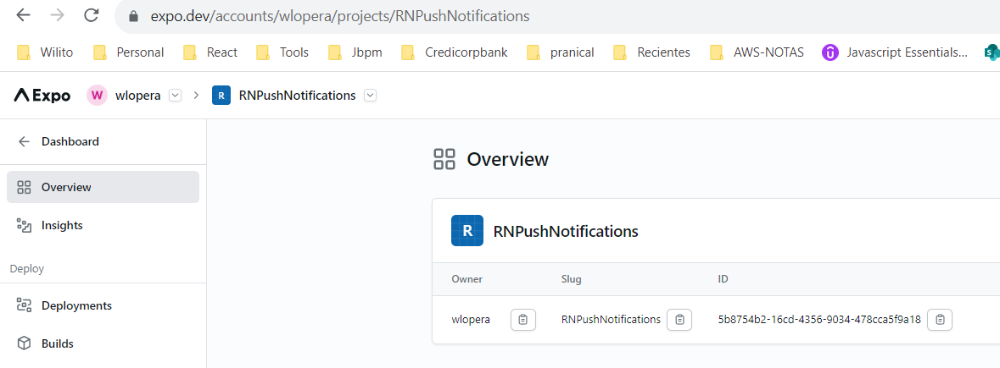 expo.dev/accounts/wlopera/projects/RNPushNotifications
Wilito Personal React Tools Jbpm Credicorpbank pranical Recientes AWS-NOTAS Javascript Essentials... S
Expo W wlopera R RNPushNotifications
Dashboard
Overview
Insights
Deploy
Deployments
Builds
Overview
R RNPushNotifications
Owner Slug ID
wlopera RNPushNotifications 5b8754b2-16cd-4356-9034-478cca5f9a18